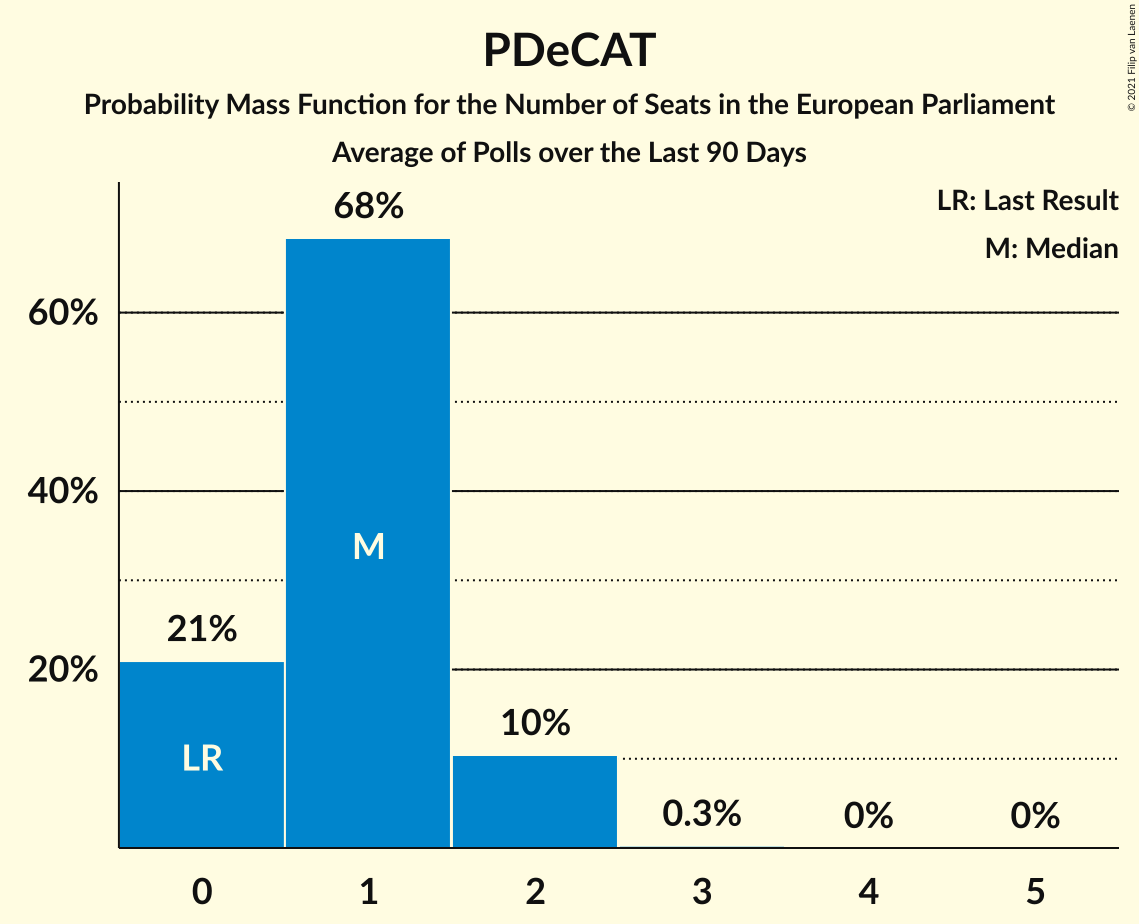 PDeCAT
Probability Mass Function for the Number of Seats in the European Parliament
Average of Polls over the Last 90 Days
© 2021 Filip van Laenen
LR: Last Result
M: Median
68%
60%
40%
M
21%
20%
10%
LR
0.3%
0%
0%
0 1 2 3 4 5